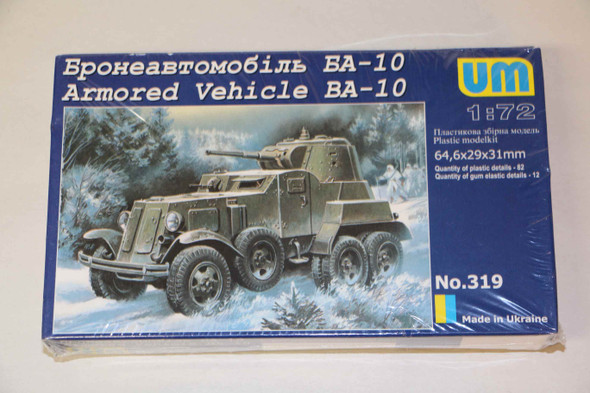 Бронеавтомобіль БА-10
Armored Vehicle BA-10
UM
1:72
Пластикова збірна модель
Plastic modelkit
64,6x29x31mm
Quantity of plastic details - 82
Quantity of gum elastic details - 12
No.319
Made in Ukraine